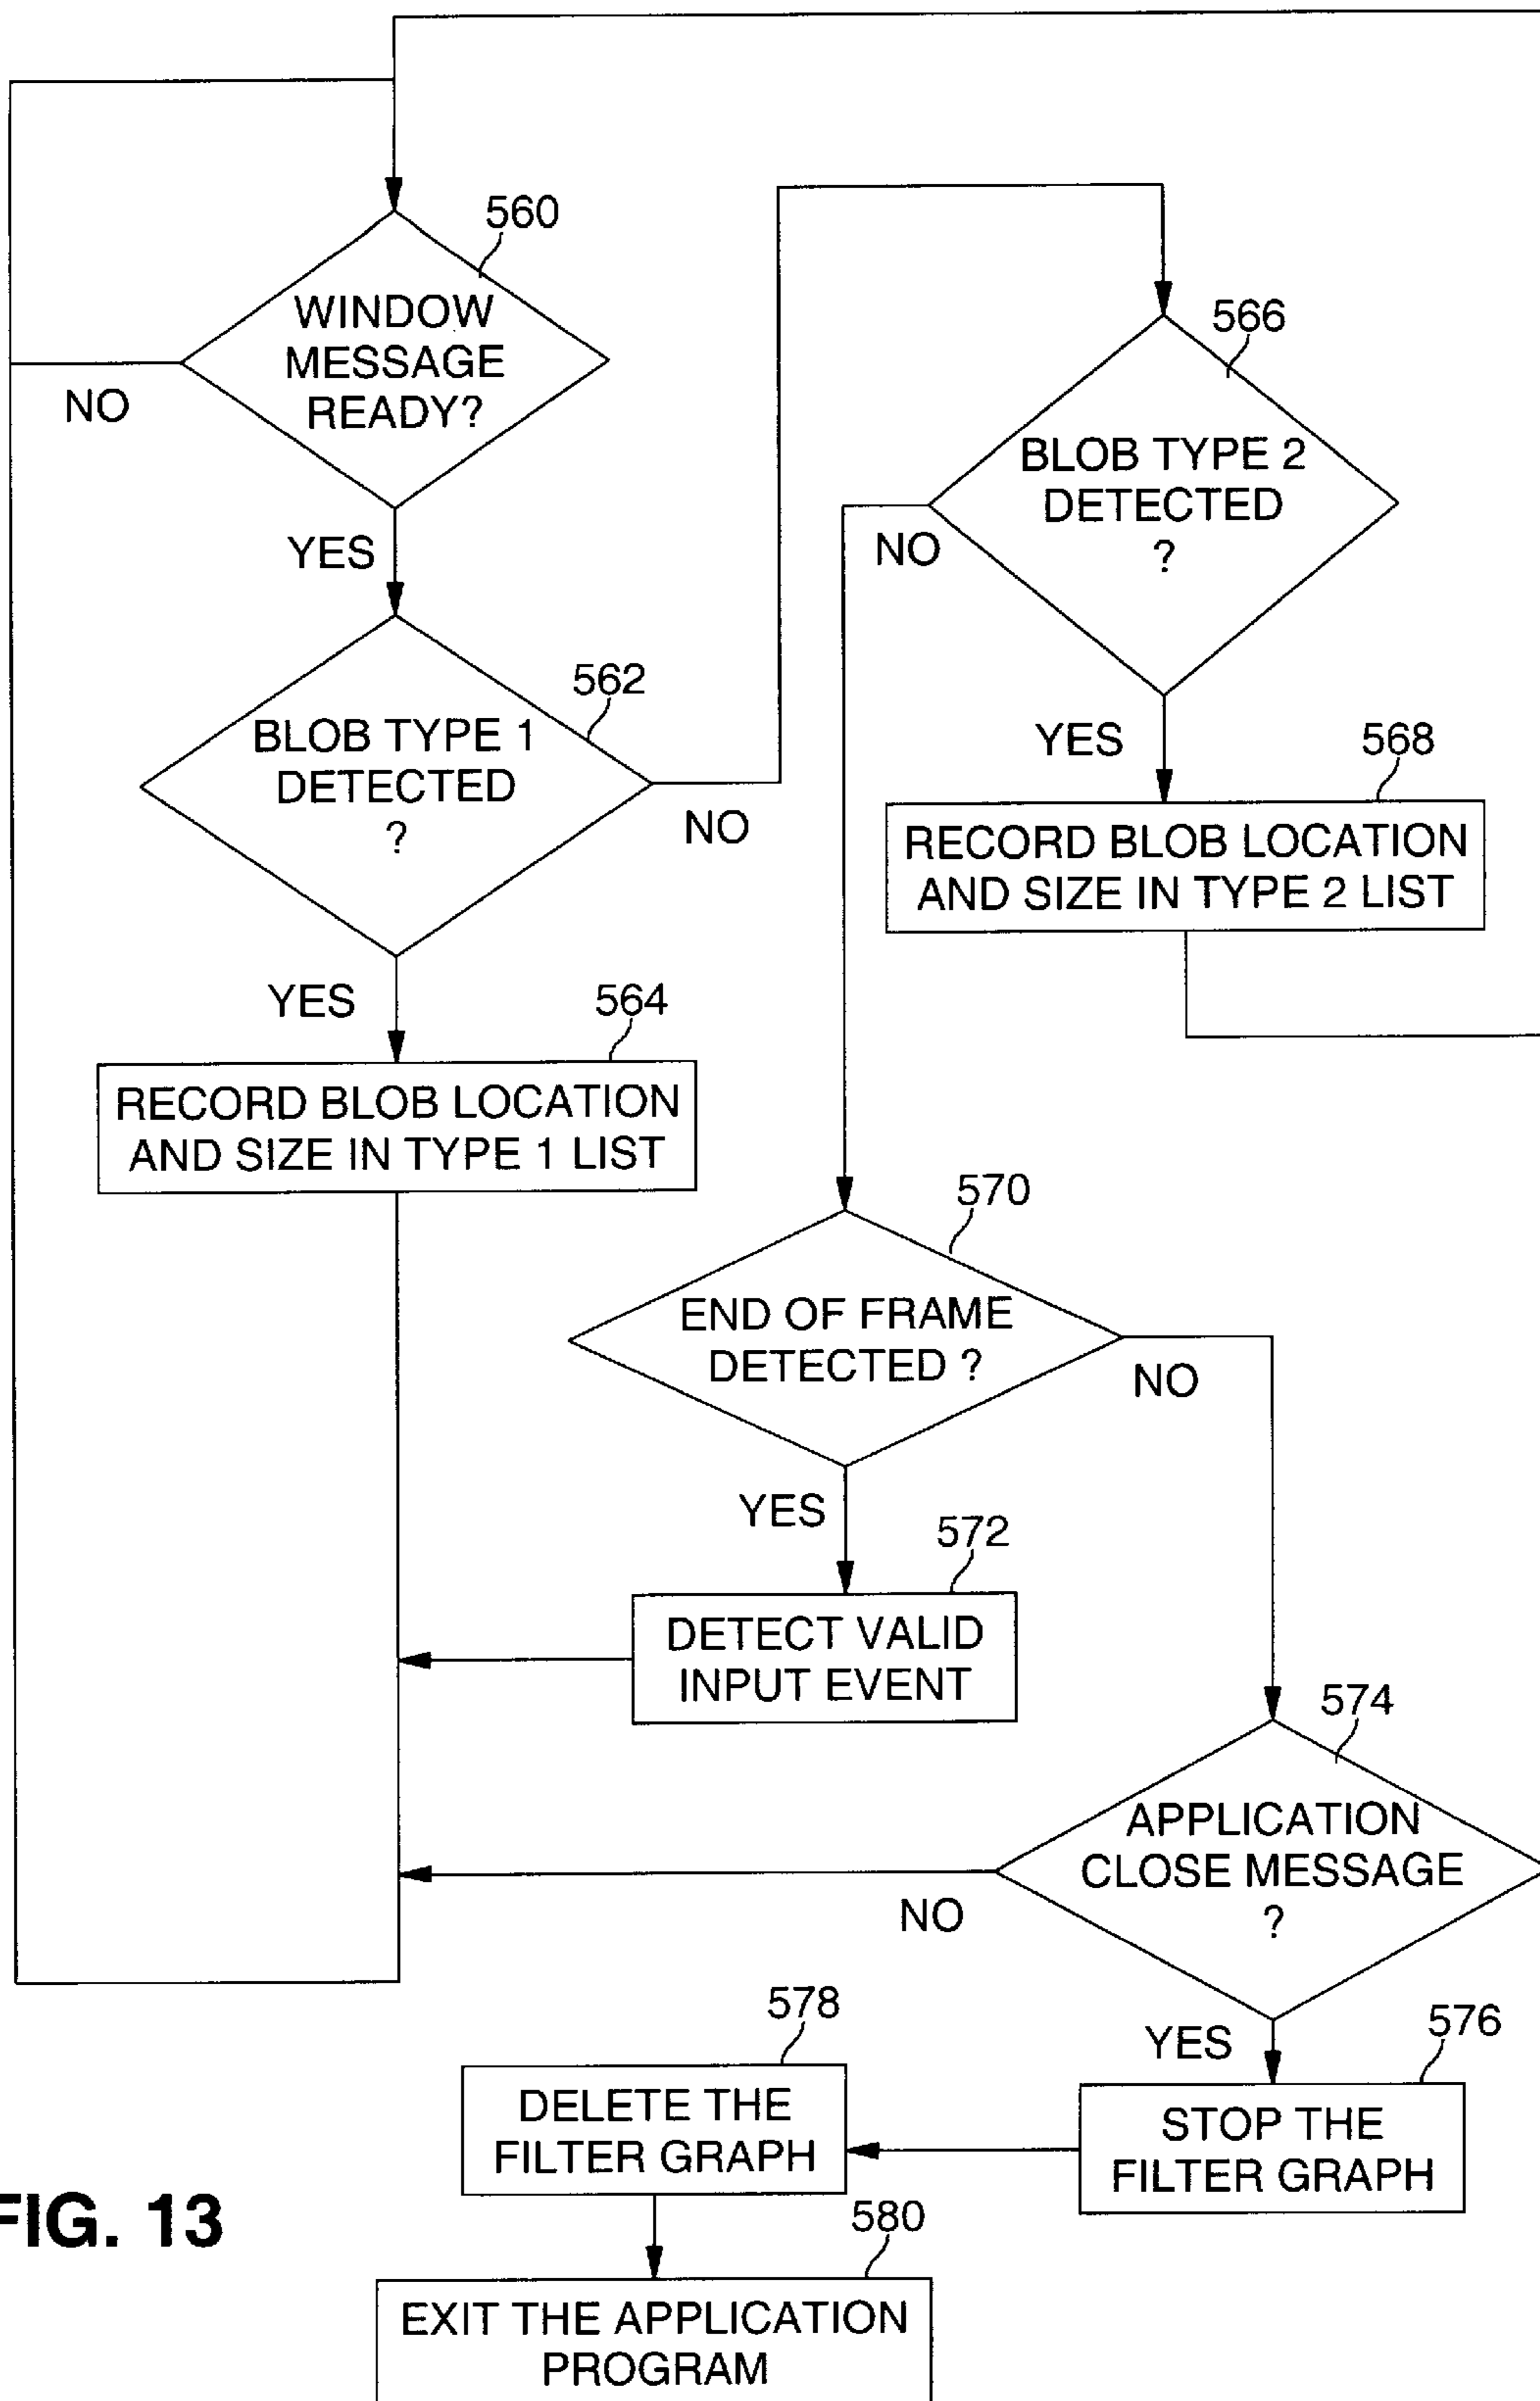 560
WINDOW
MESSAGE
READY?
NO
YES
562
BLOB TYPE 1
DETECTED
?
NO
YES
564
RECORD BLOB LOCATION
AND SIZE IN TYPE 1 LIST
566
BLOB TYPE 2
DETECTED
?
NO
YES
568
RECORD BLOB LOCATION
AND SIZE IN TYPE 2 LIST
570
END OF FRAME
DETECTED ?
NO
YES
572
DETECT VALID
INPUT EVENT
574
APPLICATION
CLOSE MESSAGE
?
NO
YES
576
STOP THE
FILTER GRAPH
578
DELETE THE
FILTER GRAPH
580
EXIT THE APPLICATION
PROGRAM
FIG. 13